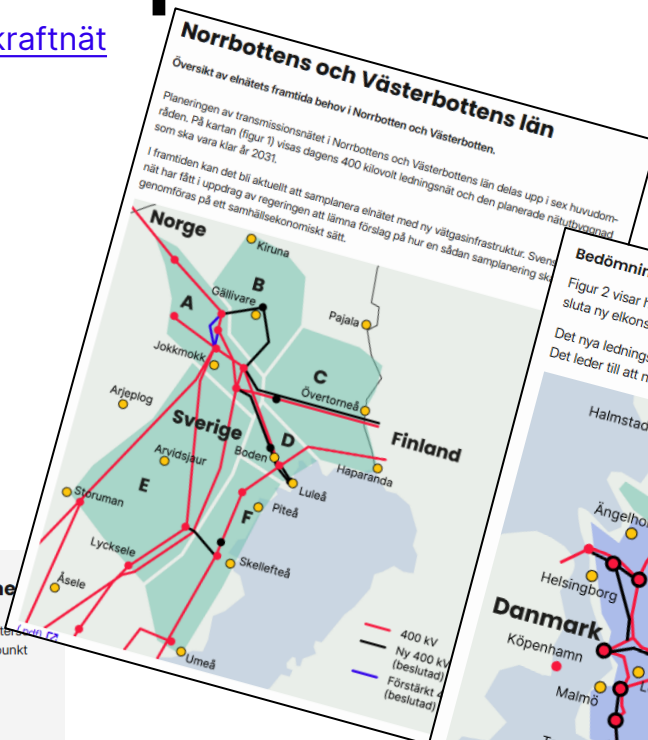 kraftnät
Norrbottens och Västerbottens län
Översikt av elnätets framtida behov i Norrbotten och Västerbotten.
Planeringen av transmissionsnätet i Norrbottens och Västerbottens län delas upp i sex huvudom-
råden. På kartan (figur 1) visas dagens 400 kilovolt ledningsnät och den planerade nätutbyggnad
som ska vara klar år 2031.
I framtiden kan det bli aktuellt att samplanera elnätet med ny vätgasinfrastruktur. Svens
nät har fått i uppdrag av regeringen att lämna förslag på hur en sådan samplanering ska
genomföras på ett samhällsekonomiskt sätt.
Norge
Kiruna
B
Gällivare
A
Pajala
Jokkmokk
C
Övertorneå
Arjeplog
Sverige
D
Finland
Arvidsjaur
Boden
Haparanda
E
Luleå
Storuman
F
Piteå
Lycksele
Skellefteå
Åsele
Umeå
400 kV
Ny 400 kV
(beslutad)
Förstärkt 4
(beslutad)
Bedömnin
Figur 2 visar h
sluta ny elkons
Det nya lednings
Det leder till att n
Halmstad
Ängelho
Helsingborg
Danmark
Köpenhamn
Malmö
L
T
ne
(.pdf)
punkt